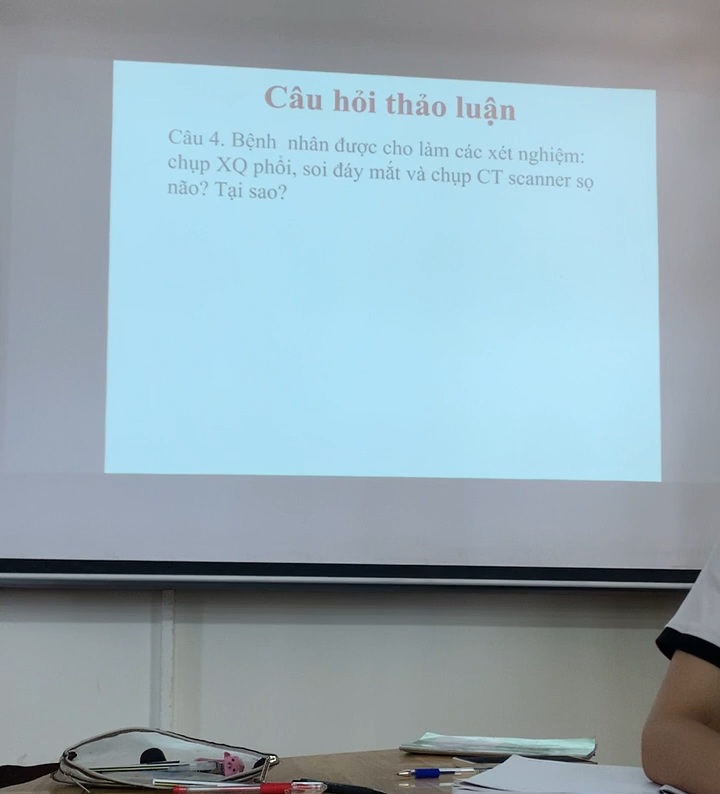 Câu hỏi thảo luận
Câu 4. Bệnh nhân được cho làm các xét nghiệm:
chụp XQ phổi, soi đáy mắt và chụp CT scanner sọ
não? Tại sao?